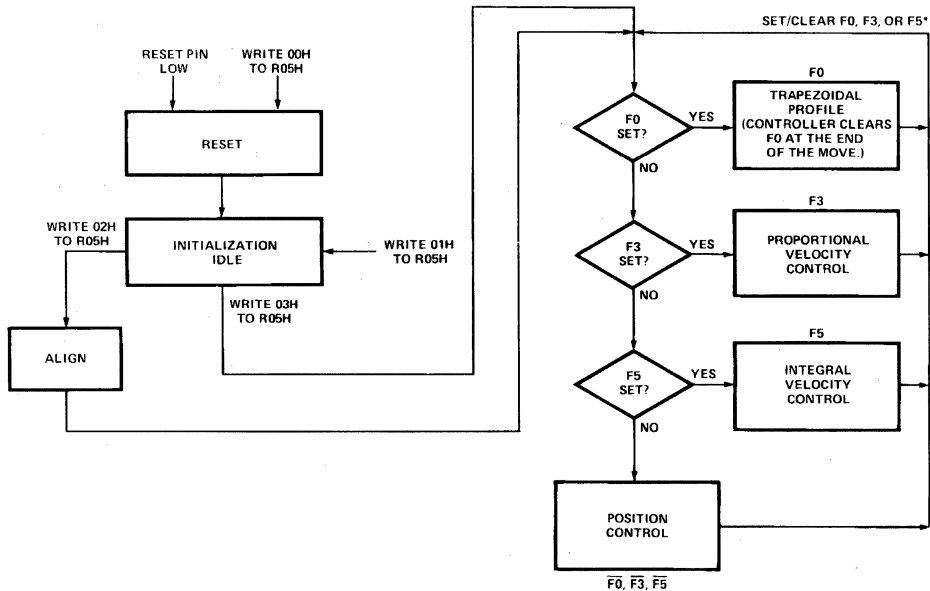 SET/CLEAR F0, F3, OR F5*
RESET PIN
LOW
WRITE 00H
TO R05H
RESET
WRITE 02H
TO R05H
INITIALIZATION
IDLE
WRITE 01H
TO R05H
WRITE 03H
TO R05H
ALIGN
F0
SET?
YES
NO
F0
TRAPEZOIDAL
PROFILE
(CONTROLLER CLEARS
F0 AT THE END
OF THE MOVE.)
F3
SET?
YES
NO
F3
PROPORTIONAL
VELOCITY
CONTROL
F5
SET?
YES
NO
F5
INTEGRAL
VELOCITY
CONTROL
POSITION
CONTROL
F̅0̅, F̅3̅, F̅5̅